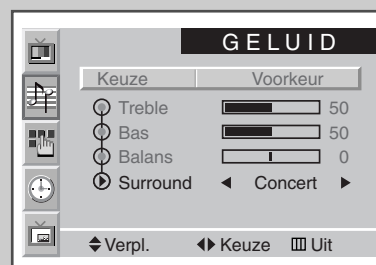 GELUID
Keuze Voorkeur
Treble 50
Bas 50
Balans 0
Surround ◀ Concert ▶
Verpl. Keuze Uit